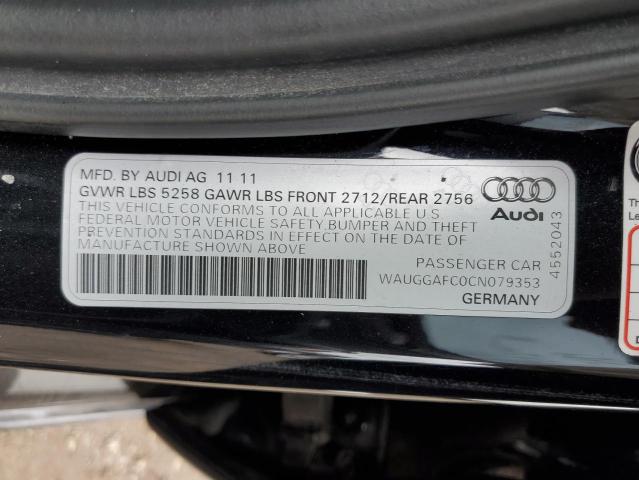 MFD. BY AUDI AG 11 11
GVWR LBS 5258 GAWR LBS FRONT 2712/REAR 2756
THIS VEHICLE CONFORMS TO ALL APPLICABLE U S
FEDERAL MOTOR VEHICLE SAFETY,BUMPER AND THEFT
PREVENTION STANDARDS IN EFFECT ON THE DATE OF
MANUFACTURE SHOWN ABOVE
Audi
PASSENGER CAR
WAUGGAFC0CN079353
GERMANY
4552043
Th
Le